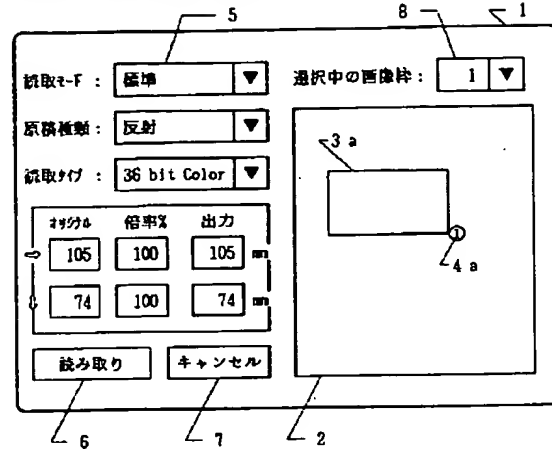 5
8
1
読取モード： 標準 ▼
選択中の画像枠： 1 ▼
原稿種類： 反射 ▼
3a
読取タイプ： 36 bit Color ▼
オリジナル 倍率% 出力
⇨ 105 100 105 mm
⇩ 74 100 74 mm
①
4a
読み取り キャンセル
6
7
2